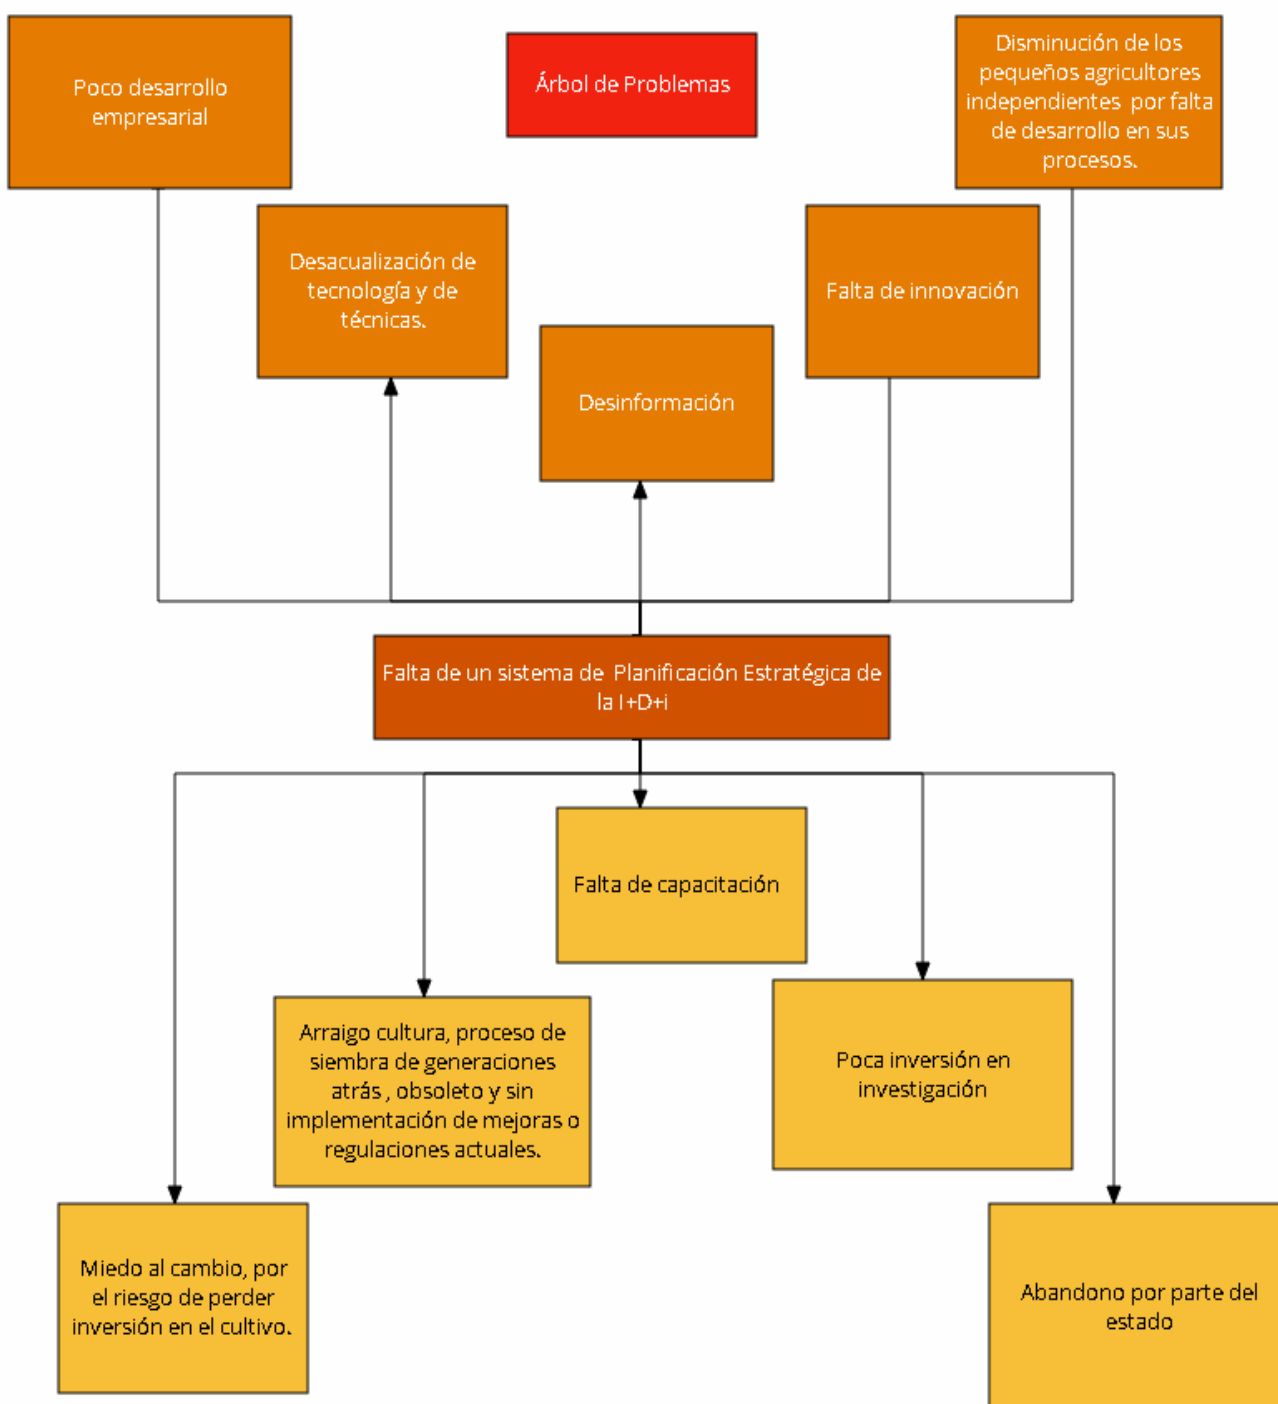 Árbol de Problemas
Poco desarrollo
empresarial
Disminución de los
pequeños agricultores
independientes por falta
de desarrollo en sus
procesos.
Desacualización de
tecnología y de
técnicas.
Falta de innovación
Desinformación
Falta de un sistema de Planificación Estratégica de
la I+D+i
Falta de capacitación
Arraigo cultura, proceso de
siembra de generaciones
atrás , obsoleto y sin
implementación de mejoras o
regulaciones actuales.
Poca inversión en
investigación
Miedo al cambio, por
el riesgo de perder
inversión en el cultivo.
Abandono por parte del
estado